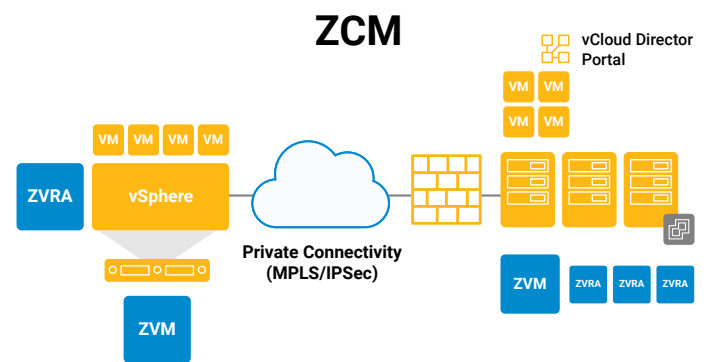 ZCM
vCloud Director
Portal
VM VM
VM VM
VM VM VM VM
ZVRA
vSphere
Private Connectivity
(MPLS/IPSec)
ZVM
ZVM
ZVRA ZVRA ZVRA